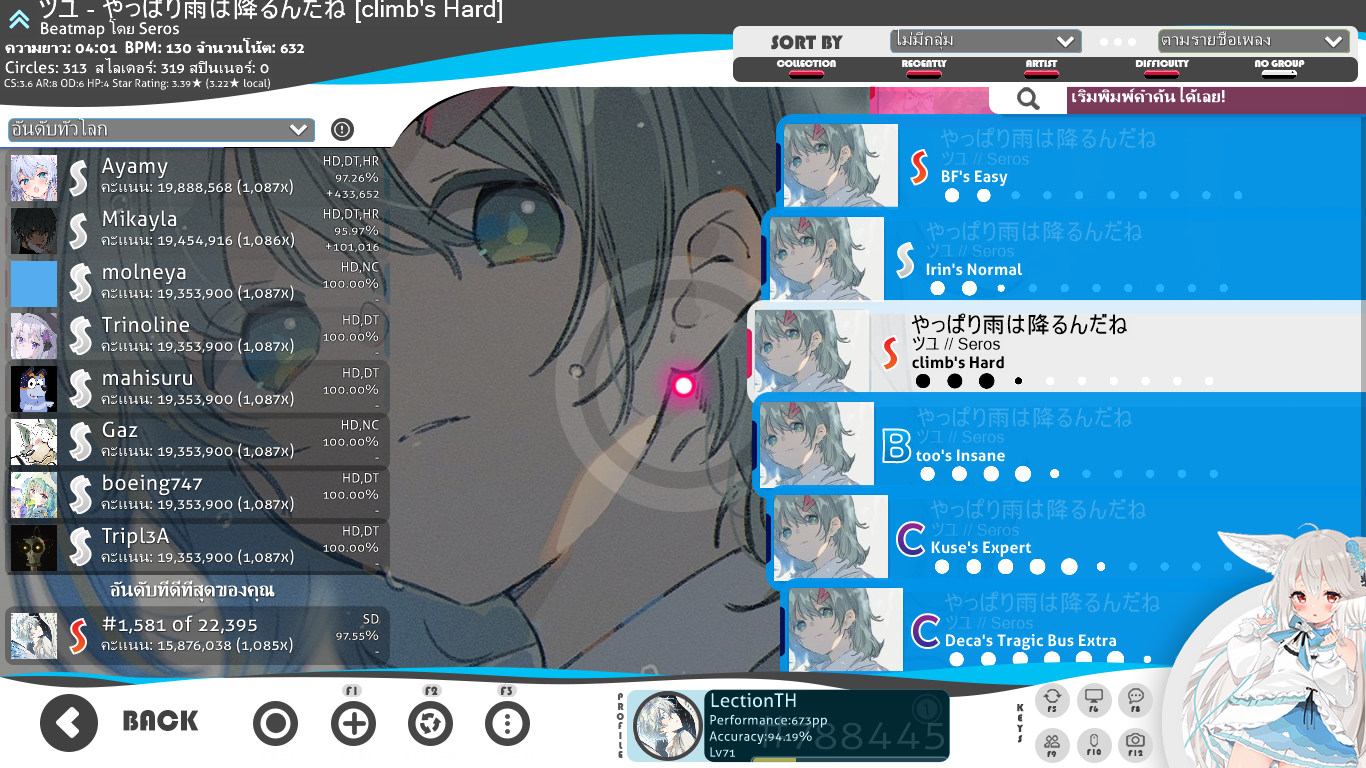 ツユ - やっぱり雨は降るんだね [climb's Hard]
Beatmap โดย Seros
ความยาว: 04:01 BPM: 130 จำนวนโน้ต: 632
Circles: 313 สไลเดอร์: 319 สปินเนอร์: 0
CS:3.6 AR:8 OD:6 HP:4 Star Rating: 3.39★ (3.22★ local)
SORT BY
ไม่มีกลุ่ม
ตามรายชื่อเพลง
COLLECTION
RECENTLY
ARTIST
DIFFICULTY
NO GROUP
เริ่มพิมพ์คำค้นได้เลย!
อันดับทั่วโลก
Ayamy
คะแนน: 19,888,568 (1,087x)
HD,DT,HR
97.26%
+433,652
Mikayla
คะแนน: 19,454,916 (1,086x)
HD,DT,HR
95.97%
+101,016
molneya
คะแนน: 19,353,900 (1,087x)
HD,NC
100.00%
-
Trinoline
คะแนน: 19,353,900 (1,087x)
HD,DT
100.00%
-
mahisuru
คะแนน: 19,353,900 (1,087x)
HD,DT
100.00%
-
Gaz
คะแนน: 19,353,900 (1,087x)
HD,NC
100.00%
-
boeing747
คะแนน: 19,353,900 (1,087x)
HD,DT
100.00%
-
Tripl3A
คะแนน: 19,353,900 (1,087x)
HD,DT
100.00%
-
อันดับที่ดีที่สุดของคุณ
#1,581 of 22,395
คะแนน: 15,876,038 (1,085x)
SD
97.55%
-
やっぱり雨は降るんだね
ツユ // Seros
BF's Easy
やっぱり雨は降るんだね
ツユ // Seros
Irin's Normal
やっぱり雨は降るんだね
ツユ // Seros
climb's Hard
やっぱり雨は降るんだね
ツユ // Seros
B
too's Insane
やっぱり雨は降るんだね
ツユ // Seros
C
Kuse's Expert
やっぱり雨は降るんだね
ツユ // Seros
C
Deca's Tragic Bus Extra
BACK
F1
F2
F3
PROFILE
LectionTH
Performance:673pp
Accuracy:94.19%
Lv71
#788445
KEYS
F5
F6
F8
F9
F10
F12